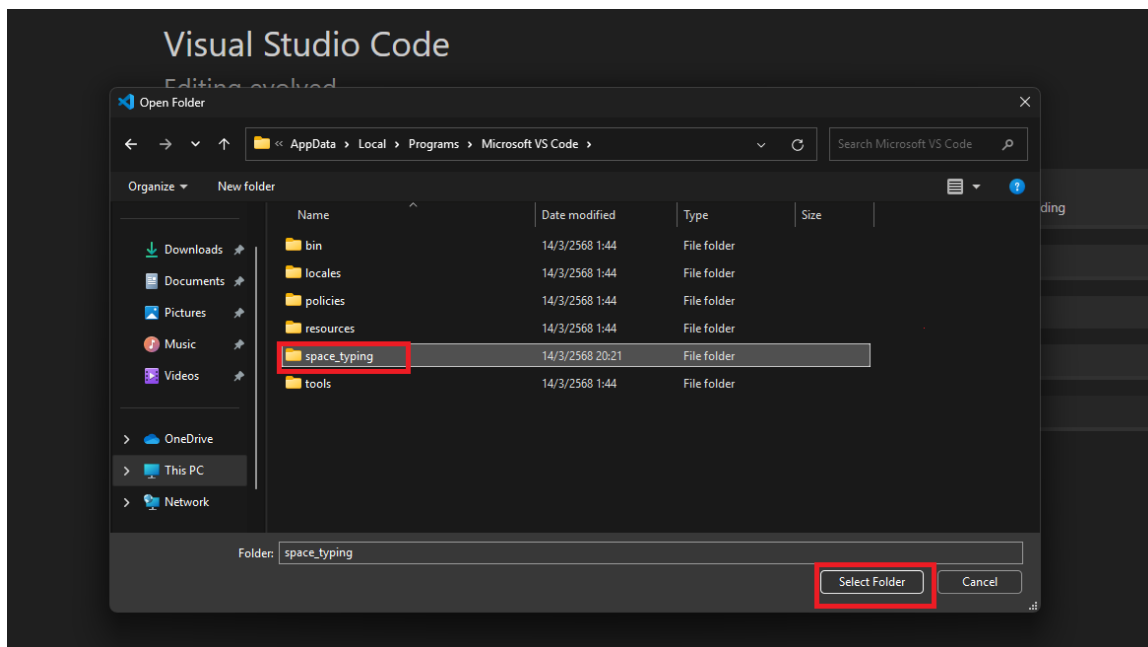 Visual Studio Code
Editing evolved
Open Folder
« AppData › Local › Programs › Microsoft VS Code ›
Search Microsoft VS Code
Organize
New folder
Name Date modified Type Size
ding
Downloads
Documents
Pictures
Music
Videos
OneDrive
This PC
Network
bin 14/3/2568 1:44 File folder
locales 14/3/2568 1:44 File folder
policies 14/3/2568 1:44 File folder
resources 14/3/2568 1:44 File folder
space_typing 14/3/2568 20:21 File folder
tools 14/3/2568 1:44 File folder
Folder: space_typing
Select Folder
Cancel